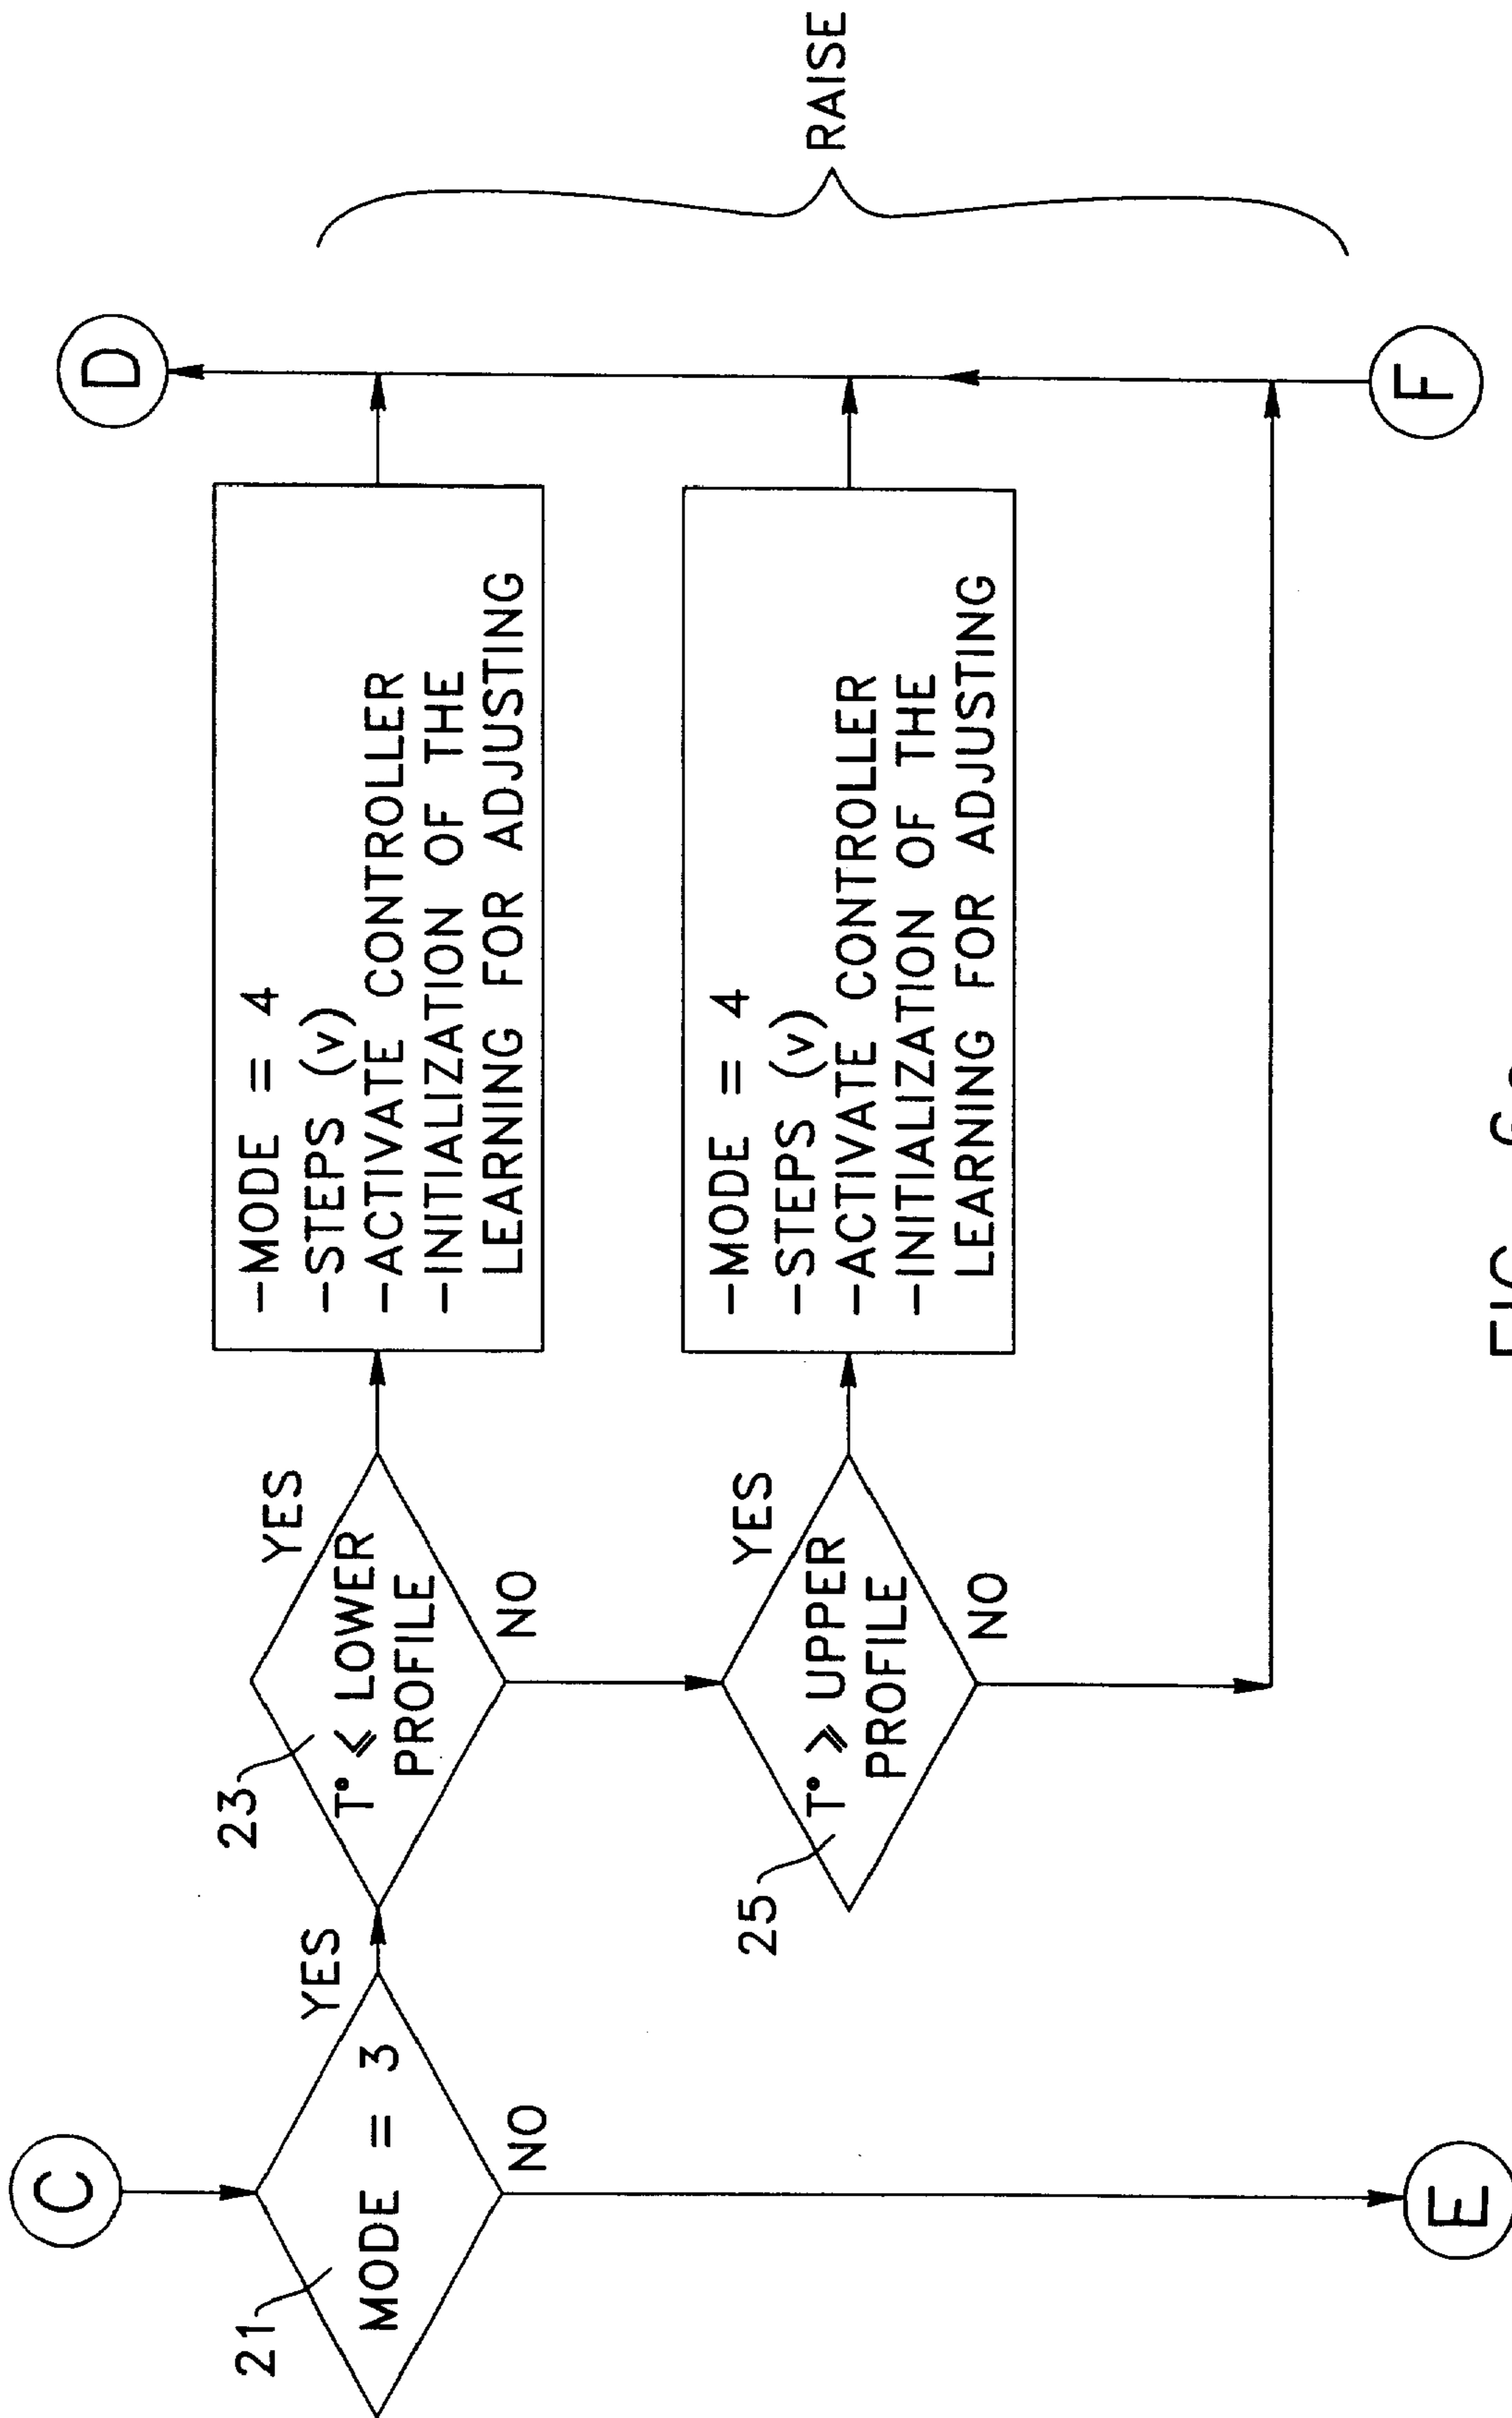 C
D
21
MODE = 3
YES
NO
23
T° ⩽ LOWER
PROFILE
YES
NO
-MODE = 4
-STEPS (v)
-ACTIVATE CONTROLLER
-INITIALIZATION OF THE
LEARNING FOR ADJUSTING
25
T° ⩾ UPPER
PROFILE
YES
NO
-MODE = 4
-STEPS (v)
-ACTIVATE CONTROLLER
-INITIALIZATION OF THE
LEARNING FOR ADJUSTING
RAISE
E
F